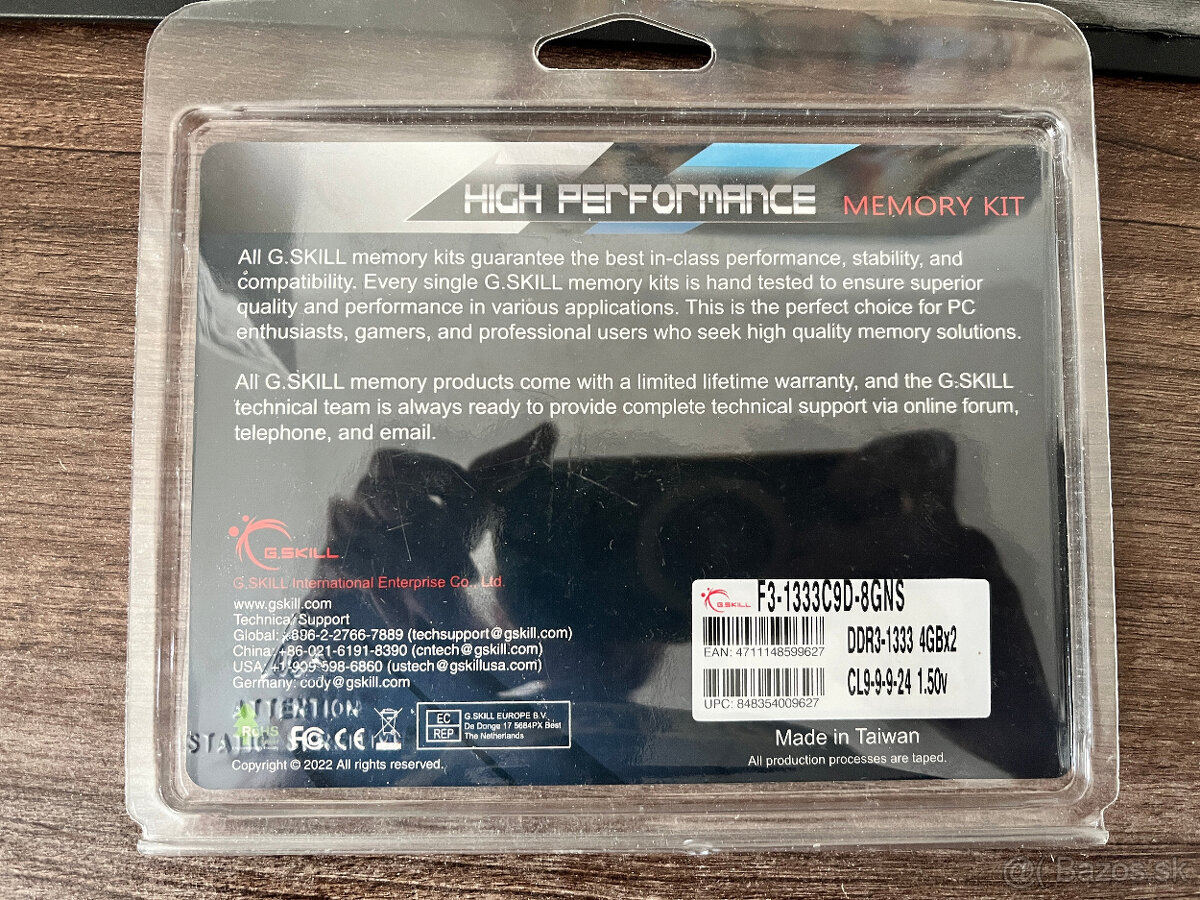 HIGH PERFORMANCE MEMORY KIT
All G.SKILL memory kits guarantee the best in-class performance, stability, and
compatibility. Every single G.SKILL memory kits is hand tested to ensure superior
quality and performance in various applications. This is the perfect choice for PC
enthusiasts, gamers, and professional users who seek high quality memory solutions.
All G.SKILL memory products come with a limited lifetime warranty, and the G.SKILL
technical team is always ready to provide complete technical support via online forum,
telephone, and email.
G.SKILL
G.SKILL International Enterprise Co., Ltd.
www.gskill.com
Technical Support
Global: +886-2-2766-7889 (techsupport@gskill.com)
China: +86-021-6191-8390 (cntech@gskill.com)
USA: +1-909-598-6860 (ustech@gskillusa.com)
Germany: cody@gskill.com
ATTENTION
RoHS
FC CE
EC REP
G.SKILL EUROPE B.V.
De Donge 17 5684PX Best
The Netherlands
Copyright © 2022 All rights reserved.
G.SKILL F3-1333C9D-8GNS
EAN: 4711148599627
DDR3-1333 4GBx2
CL9-9-9-24 1.50v
UPC: 848354009627
Made in Taiwan
All production processes are taped.
Bazos.sk